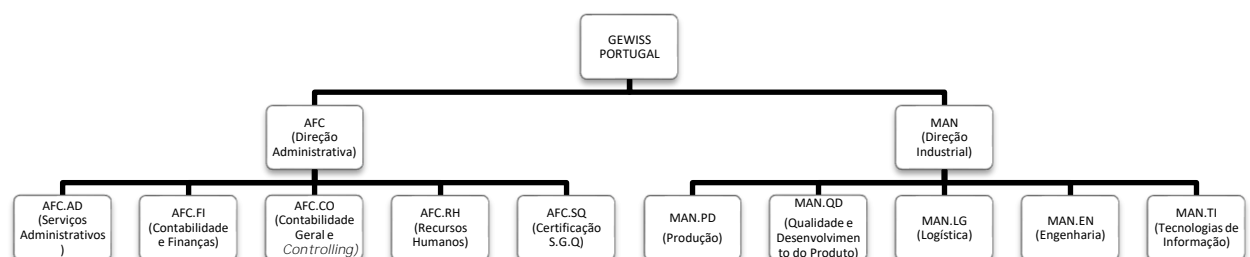 GEWISS
PORTUGAL
AFC
(Direção
Administrativa)
MAN
(Direção
Industrial)
AFC.AD
(Serviços
Administrativos
)
AFC.FI
(Contabilidade
e Finanças)
AFC.CO
(Contabilidade
Geral e
Controlling)
AFC.RH
(Recursos
Humanos)
AFC.SQ
(Certificação
S.G.Q)
MAN.PD
(Produção)
MAN.QD
(Qualidade e
Desenvolvimen
to do Produto)
MAN.LG
(Logística)
MAN.EN
(Engenharia)
MAN.TI
(Tecnologias de
Informação)